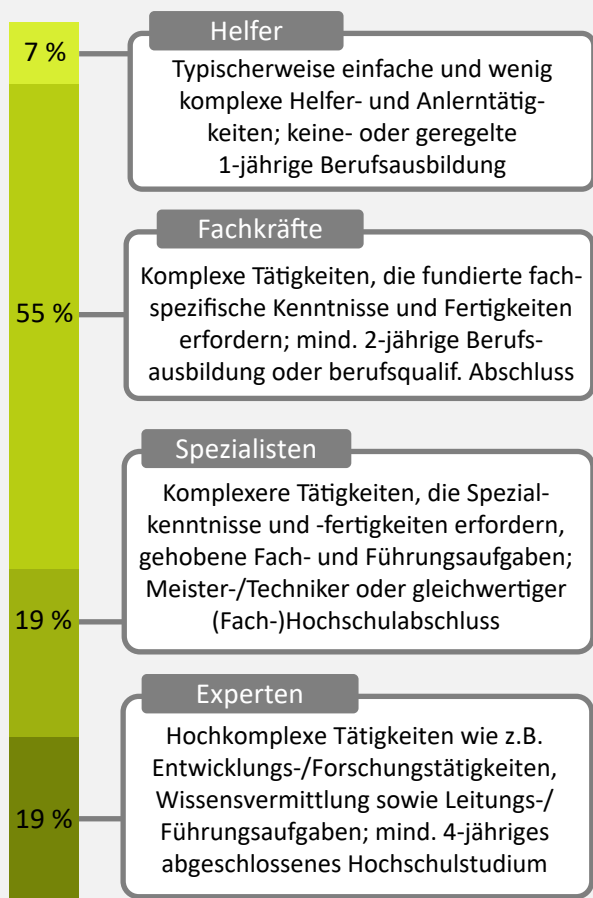 Helfer
7 %
Typischerweise einfache und wenig
komplexe Helfer- und Anlerntätig-
keiten; keine- oder geregelte
1-jährige Berufsausbildung
Fachkräfte
55 %
Komplexe Tätigkeiten, die fundierte fach-
spezifische Kenntnisse und Fertigkeiten
erfordern; mind. 2-jährige Berufs-
ausbildung oder berufsqualif. Abschluss
Spezialisten
19 %
Komplexere Tätigkeiten, die Spezial-
kenntnisse und -fertigkeiten erfordern,
gehobene Fach- und Führungsaufgaben;
Meister-/Techniker oder gleichwertiger
(Fach-)Hochschulabschluss
Experten
19 %
Hochkomplexe Tätigkeiten wie z.B.
Entwicklungs-/Forschungstätigkeiten,
Wissensvermittlung sowie Leitungs-/
Führungsaufgaben; mind. 4-jähriges
abgeschlossenes Hochschulstudium